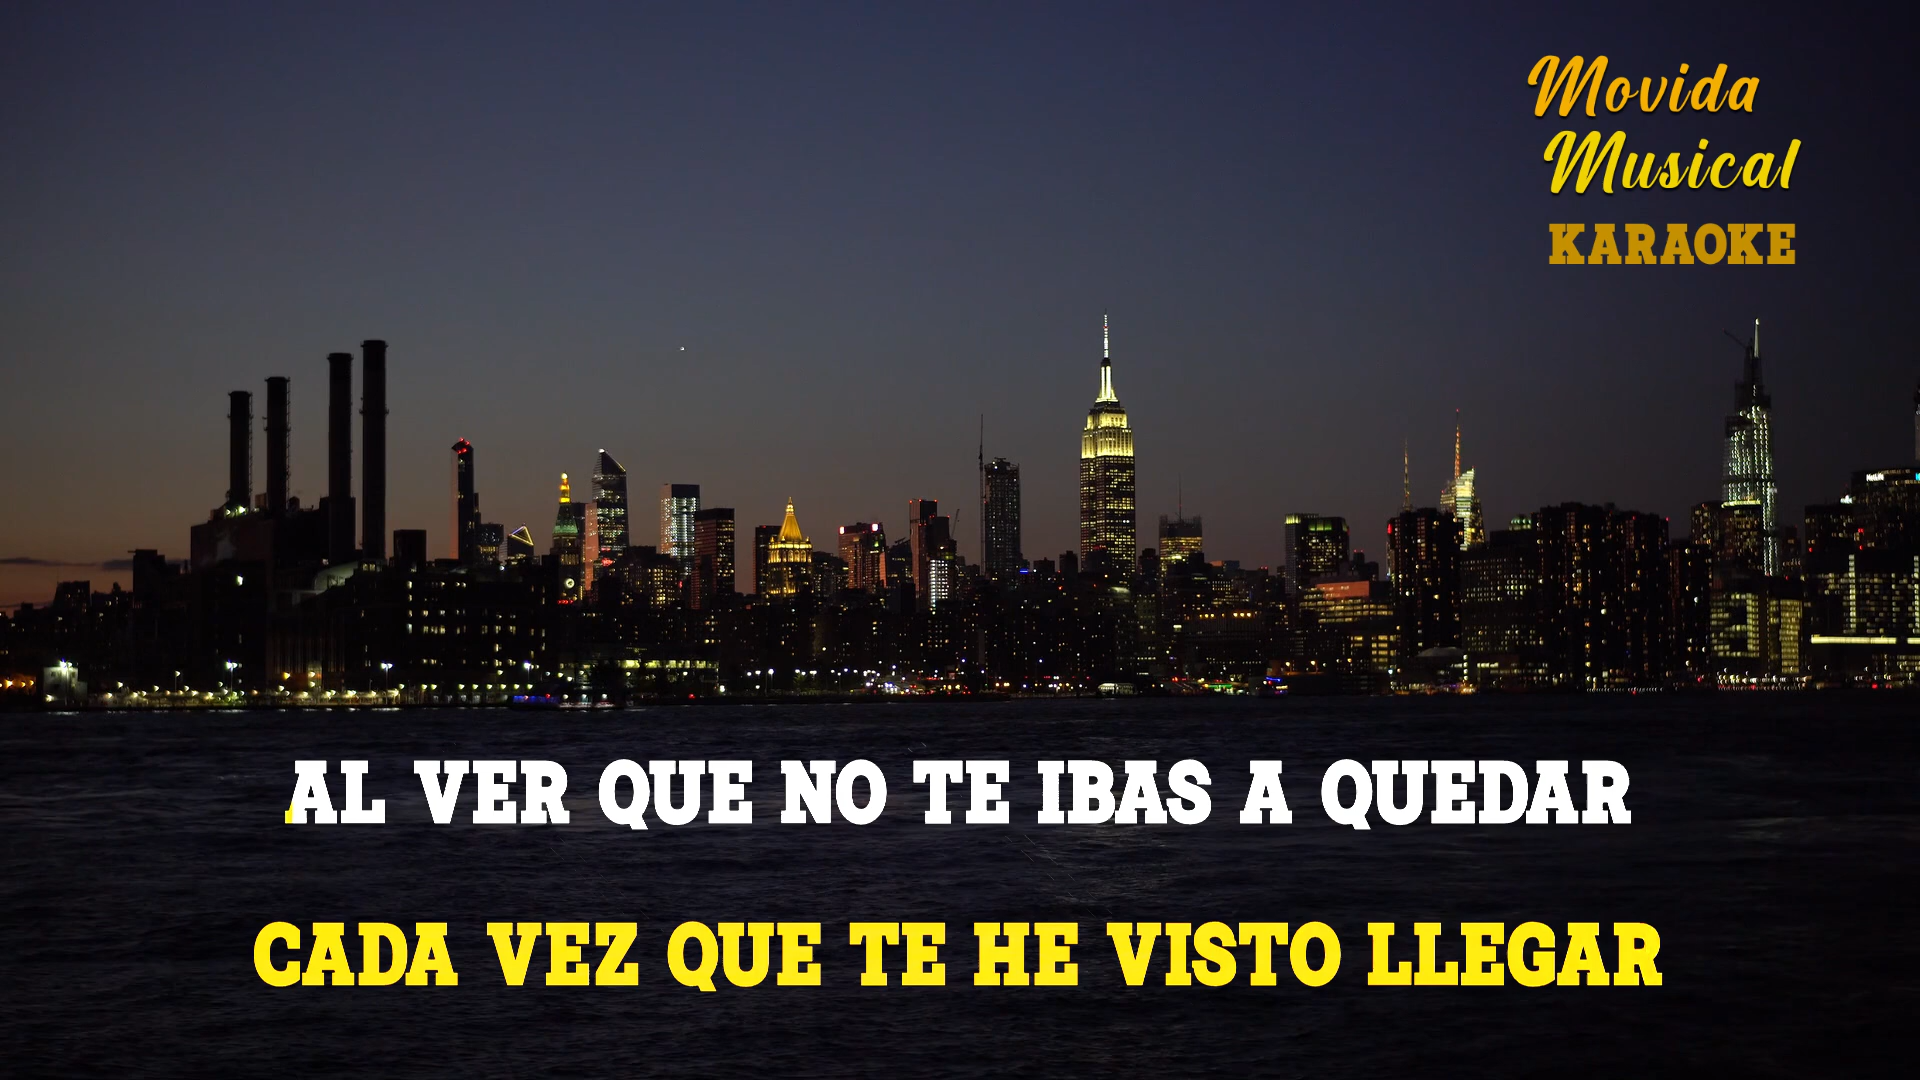 Movida
Musical
KARAOKE
AL VER QUE NO TE IBAS A QUEDAR
CADA VEZ QUE TE HE VISTO LLEGAR